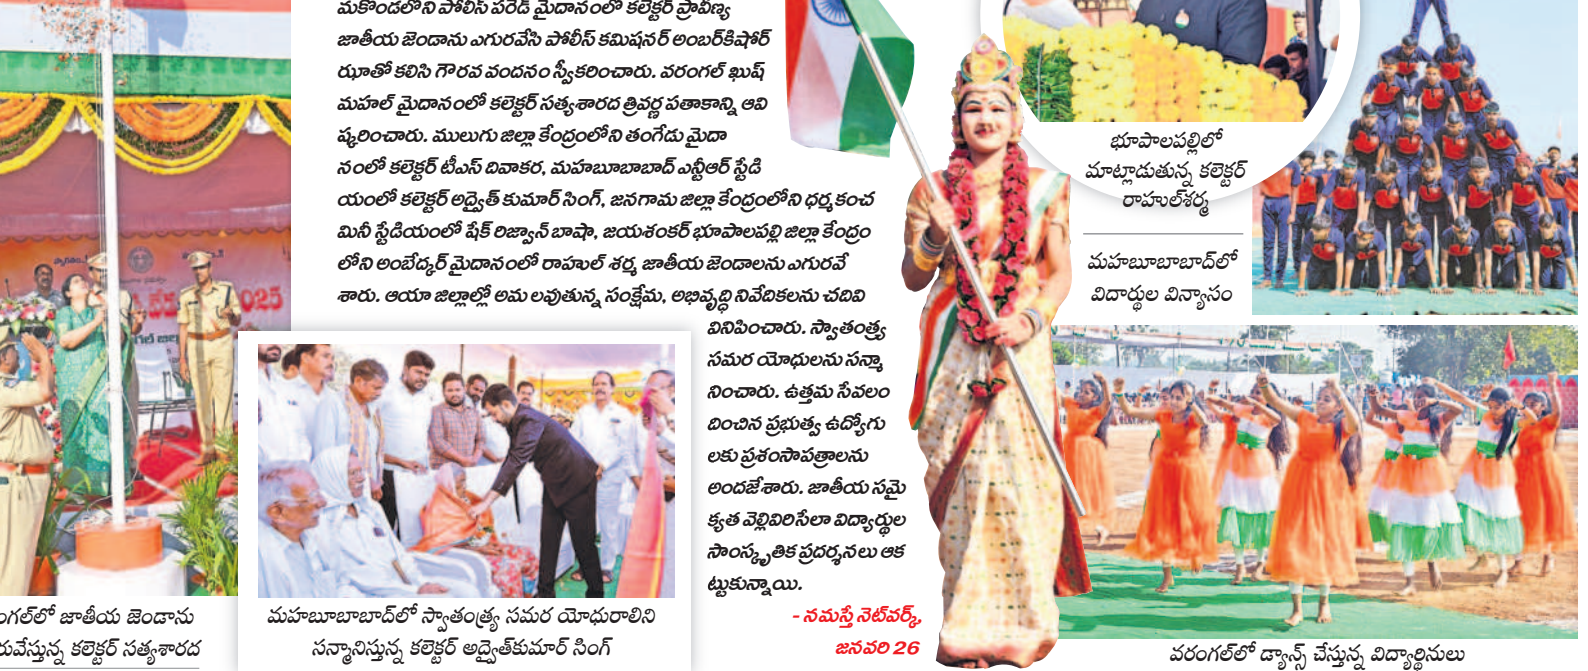 మకొండలోని పోలీస్ పరేడ్ మైదానంలో కలెక్టర్ ప్రావీణ్య
జాతీయ జెండాను ఎగురవేసి పోలీస్ కమిషనర్ అంబర్‌కిషోర్
ఝాతో కలిసి గౌరవ వందనం స్వీకరించారు. వరంగల్ ఖుష్
మహల్ మైదానంలో కలెక్టర్ సత్యశారద త్రివర్ణ పతాకాన్ని ఆవి
ష్కరించారు. ములుగు జిల్లా కేంద్రంలోని తంగేడు మైదా
నంలో కలెక్టర్ టీఎస్ దివాకర, మహబూబాబాద్ ఎన్టీఆర్ స్టేడి
యంలో కలెక్టర్ అద్వైత్ కుమార్ సింగ్, జనగామ జిల్లా కేంద్రంలోని ధర్మకంచ
మినీ స్టేడియంలో షేక్ రిజ్వాన్ బాషా, జయశంకర్ భూపాలపల్లి జిల్లా కేంద్రం
లోని అంబేద్కర్ మైదానంలో రాహుల్ శర్మ జాతీయ జెండాలను ఎగురవే
శారు. ఆయా జిల్లాల్లో అమలవుతున్న సంక్షేమ, అభివృద్ధి నివేదికలను చదివి
వినిపించారు. స్వాతంత్ర్య
సమర యోధులను సన్మా
నించారు. ఉత్తమ సేవలం
దించిన ప్రభుత్వ ఉద్యోగు
లకు ప్రశంసాపత్రాలను
అందజేశారు. జాతీయ సమై
క్యత వెల్లివిరిసేలా విద్యార్థుల
సాంస్కృతిక ప్రదర్శనలు ఆక
ట్టుకున్నాయి.
- నమస్తే నెట్‌వర్క్,
జనవరి 26
భూపాలపల్లిలో
మాట్లాడుతున్న కలెక్టర్
రాహుల్‌శర్మ
మహబూబాబాద్‌లో
విదార్థుల విన్యాసం
2025
ంగల్‌లో జాతీయ జెండాను
రువేస్తున్న కలెక్టర్ సత్యశారద
మహబూబాబాద్‌లో స్వాతంత్ర్య సమర యోధురాలిని
సన్మానిస్తున్న కలెక్టర్ అద్వైత్‌కుమార్ సింగ్
వరంగల్‌లో డ్యాన్స్ చేస్తున్న విద్యార్థినులు